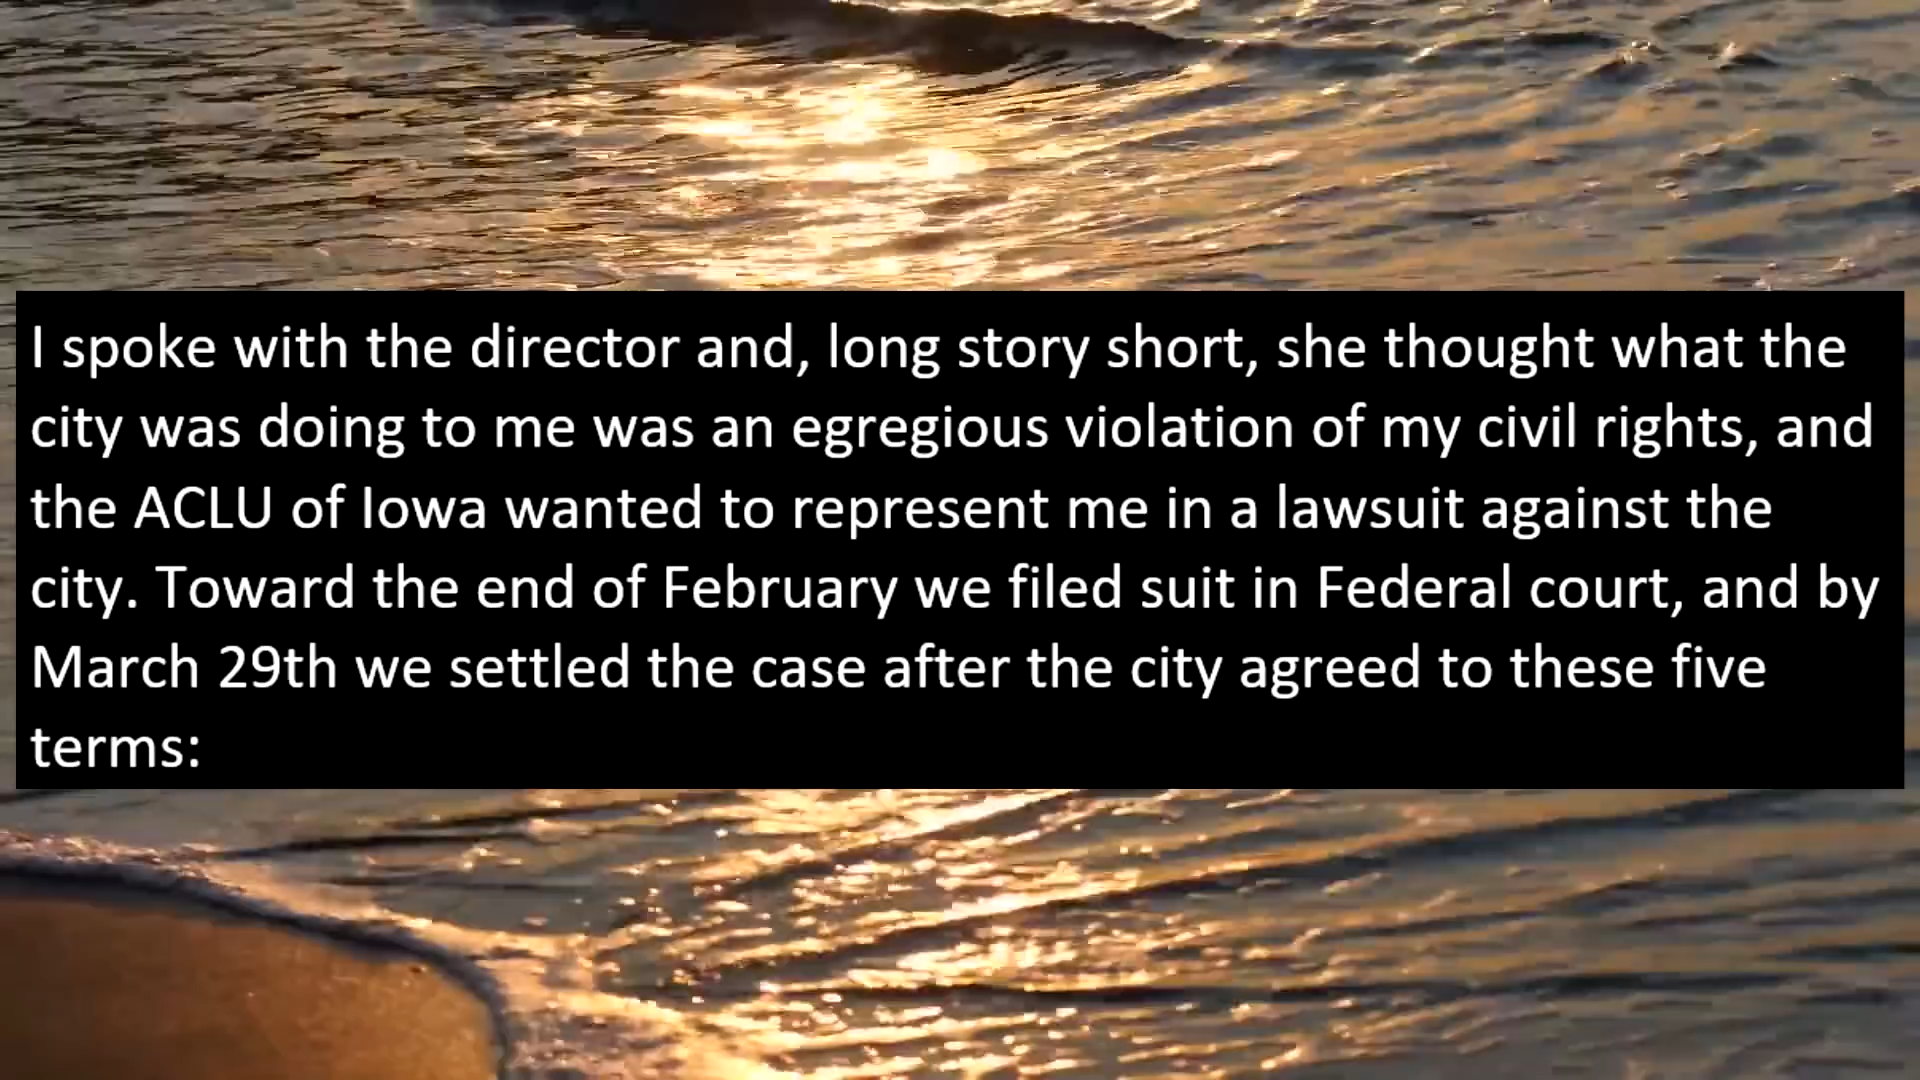 I spoke with the director and, long story short, she thought what the
city was doing to me was an egregious violation of my civil rights, and
the ACLU of Iowa wanted to represent me in a lawsuit against the
city. Toward the end of February we filed suit in Federal court, and by
March 29th we settled the case after the city agreed to these five
terms: